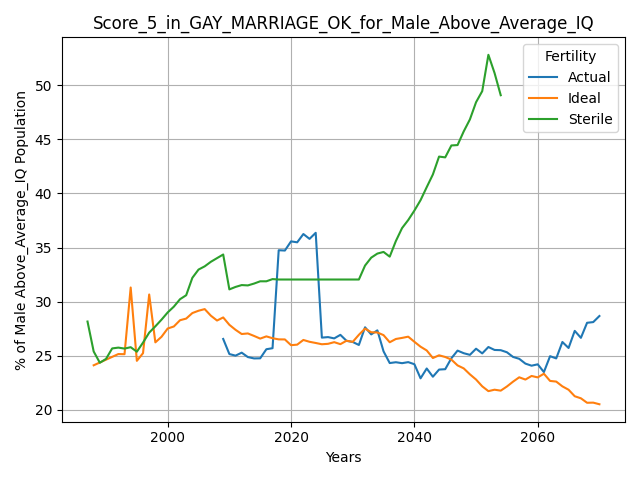 Score_5_in_GAY_MARRIAGE_OK_for_Male_Above_Average_IQ
Fertility
Actual
Ideal
Sterile
% of Male Above_Average_IQ Population
50
45
40
35
30
25
20
2000
2020
2040
2060
Years